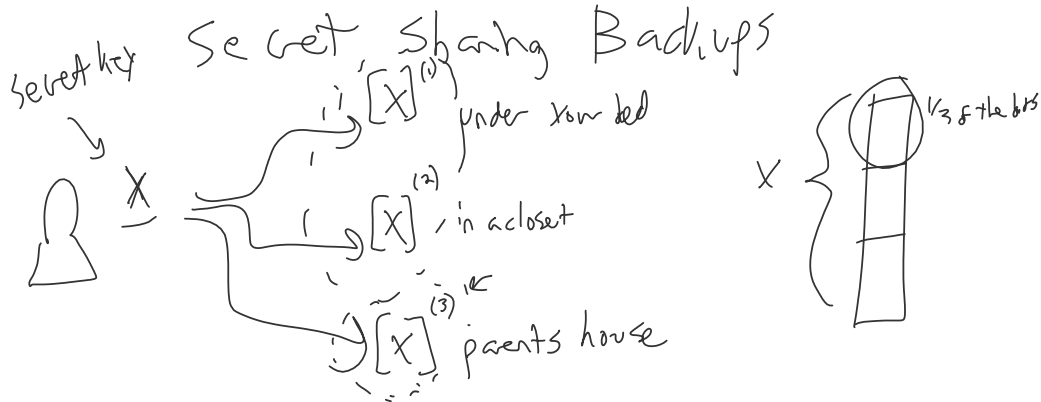 Secret Sharing Backups
secret key
X
[X](1)
under your bed
[X](2)
in a closet
[X](3)
parents house
X
1/3 of the bits